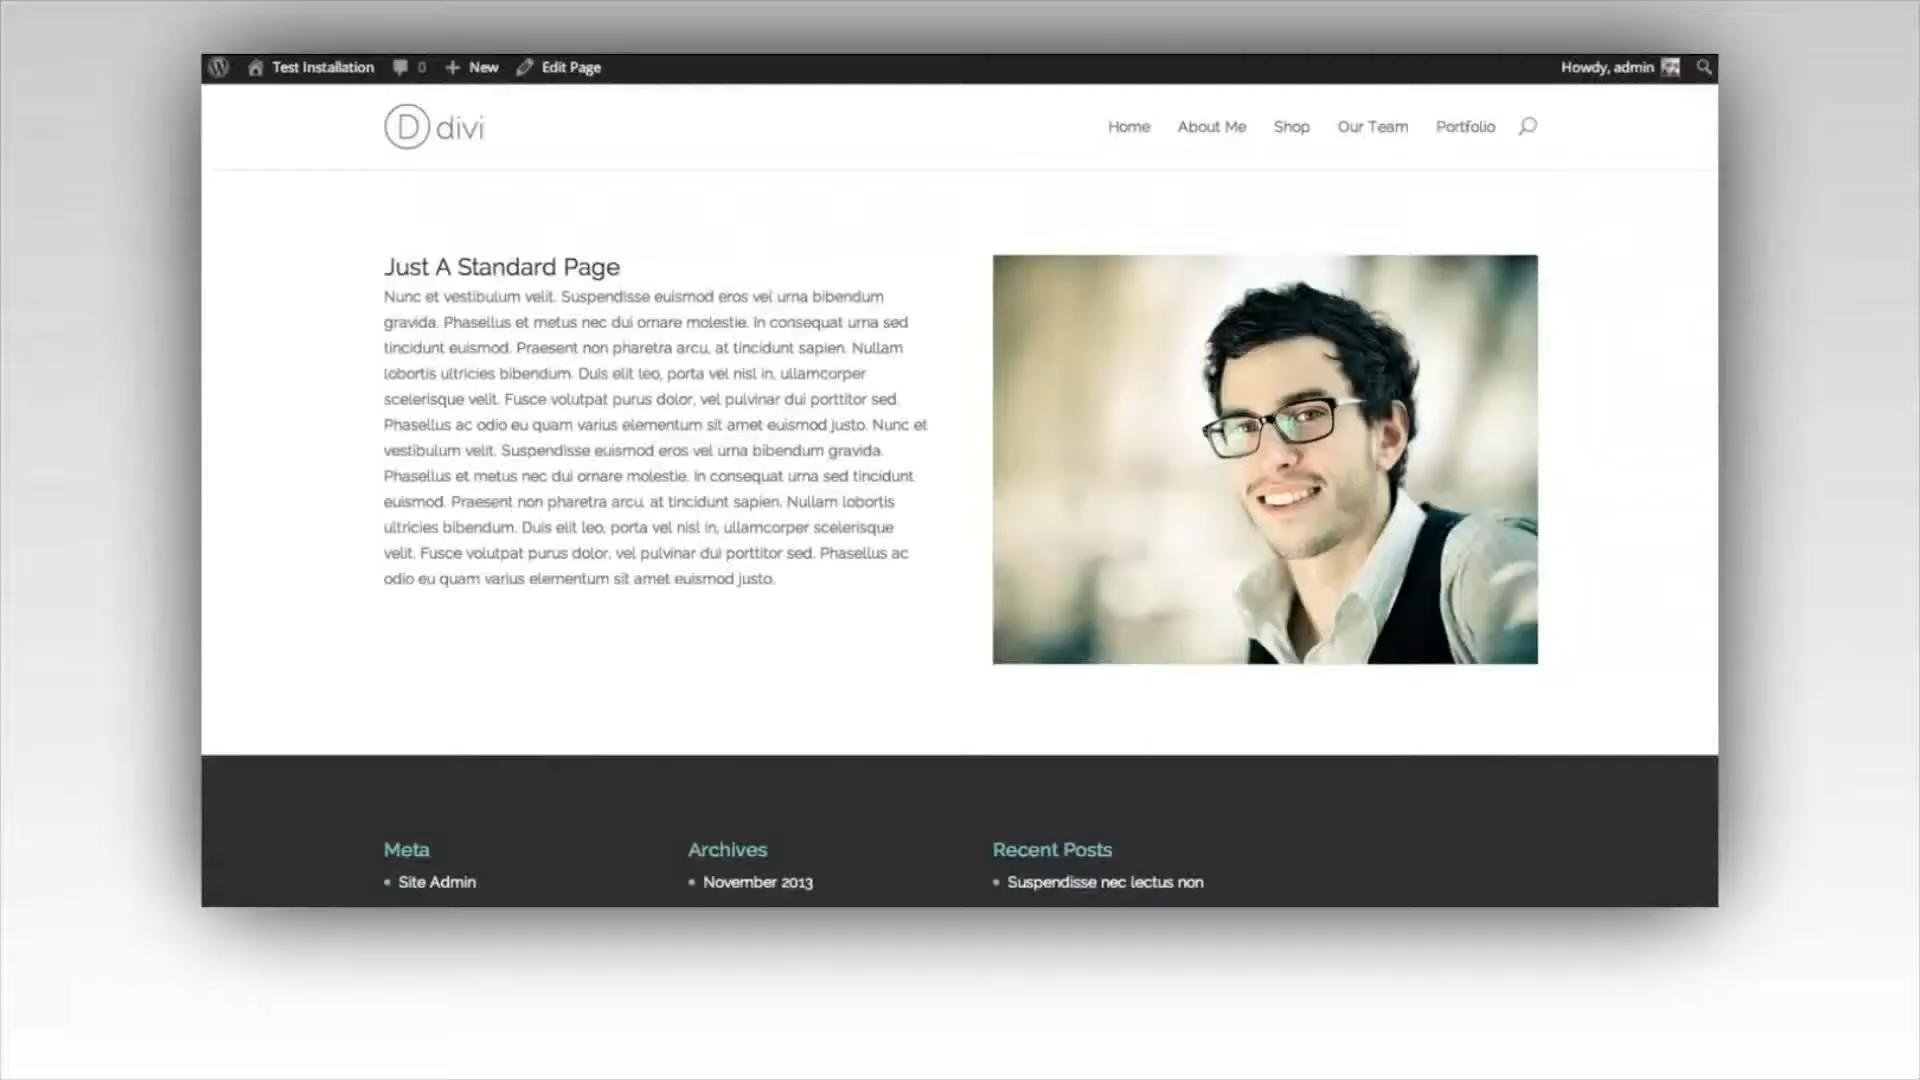 Test Installation 0 New Edit Page Howdy, admin
D divi Home About Me Shop Our Team Portfolio
Just A Standard Page
Nunc et vestibulum velit. Suspendisse euismod eros vel urna bibendum
gravida. Phasellus et metus nec dui ornare molestie. In consequat urna sed
tincidunt euismod. Praesent non pharetra arcu, at tincidunt sapien. Nullam
lobortis ultricies bibendum. Duis elit leo, porta vel nisl in, ullamcorper
scelerisque velit. Fusce volutpat purus dolor, vel pulvinar dui porttitor sed.
Phasellus ac odio eu quam varius elementum sit amet euismod justo. Nunc et
vestibulum velit. Suspendisse euismod eros vel urna bibendum gravida.
Phasellus et metus nec dui ornare molestie. In consequat urna sed tincidunt
euismod. Praesent non pharetra arcu, at tincidunt sapien. Nullam lobortis
ultricies bibendum. Duis elit leo, porta vel nisl in, ullamcorper scelerisque
velit. Fusce volutpat purus dolor, vel pulvinar dui porttitor sed. Phasellus ac
odio eu quam varius elementum sit amet euismod justo.
Meta Archives Recent Posts
Site Admin November 2013 Suspendisse nec lectus non